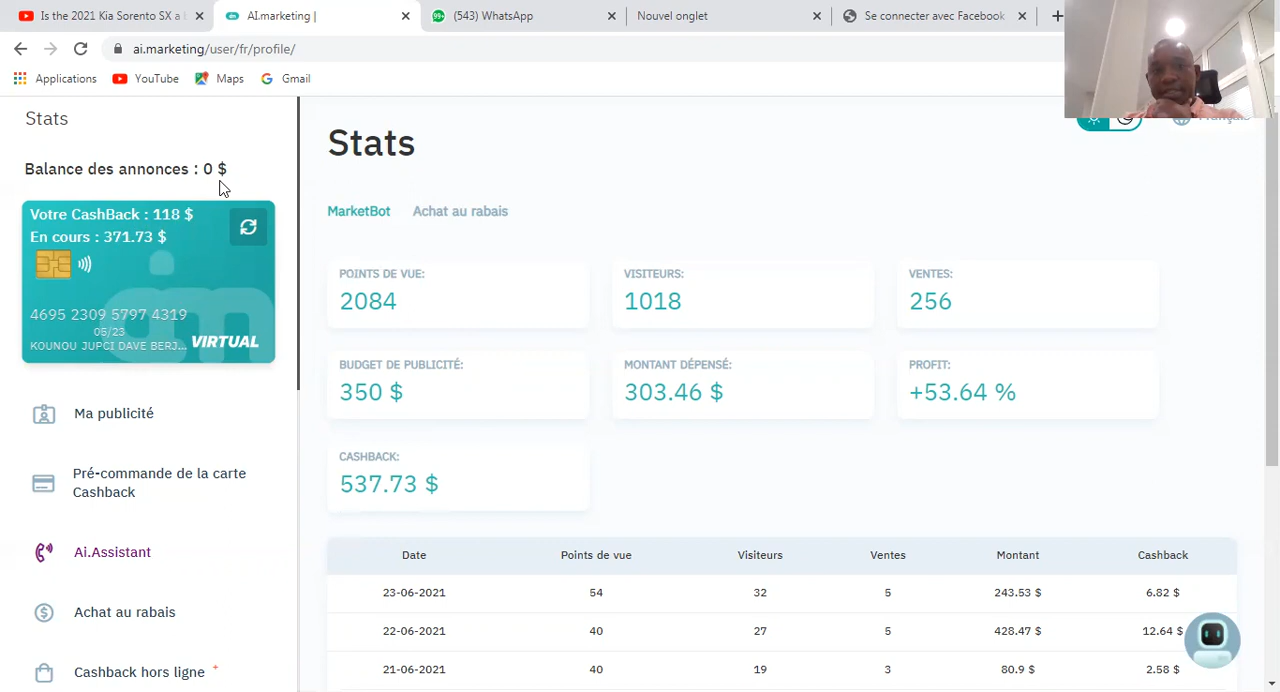 Is the 2021 Kia Sorento SX a l
AI.marketing |
99+
(543) WhatsApp
Nouvel onglet
Se connecter avec Facebook
ai.marketing/user/fr/profile/
Applications
YouTube
Maps
Gmail
Français
Stats
Balance des annonces : 0 $
Votre CashBack : 118 $
En cours : 371.73 $
4695 2309 5797 4319
05/23
KOUNOU JUPCI DAVE BERJ...
VIRTUAL
Ma publicité
Pré-commande de la carte
Cashback
Ai.Assistant
Achat au rabais
Cashback hors ligne +
Stats
MarketBot Achat au rabais
POINTS DE VUE:
2084
VISITEURS:
1018
VENTES:
256
BUDGET DE PUBLICITÉ:
350 $
MONTANT DÉPENSÉ:
303.46 $
PROFIT:
+53.64 %
CASHBACK:
537.73 $
Date Points de vue Visiteurs Ventes Montant Cashback
23-06-2021 54 32 5 243.53 $ 6.82 $
22-06-2021 40 27 5 428.47 $ 12.64 $
21-06-2021 40 19 3 80.9 $ 2.58 $